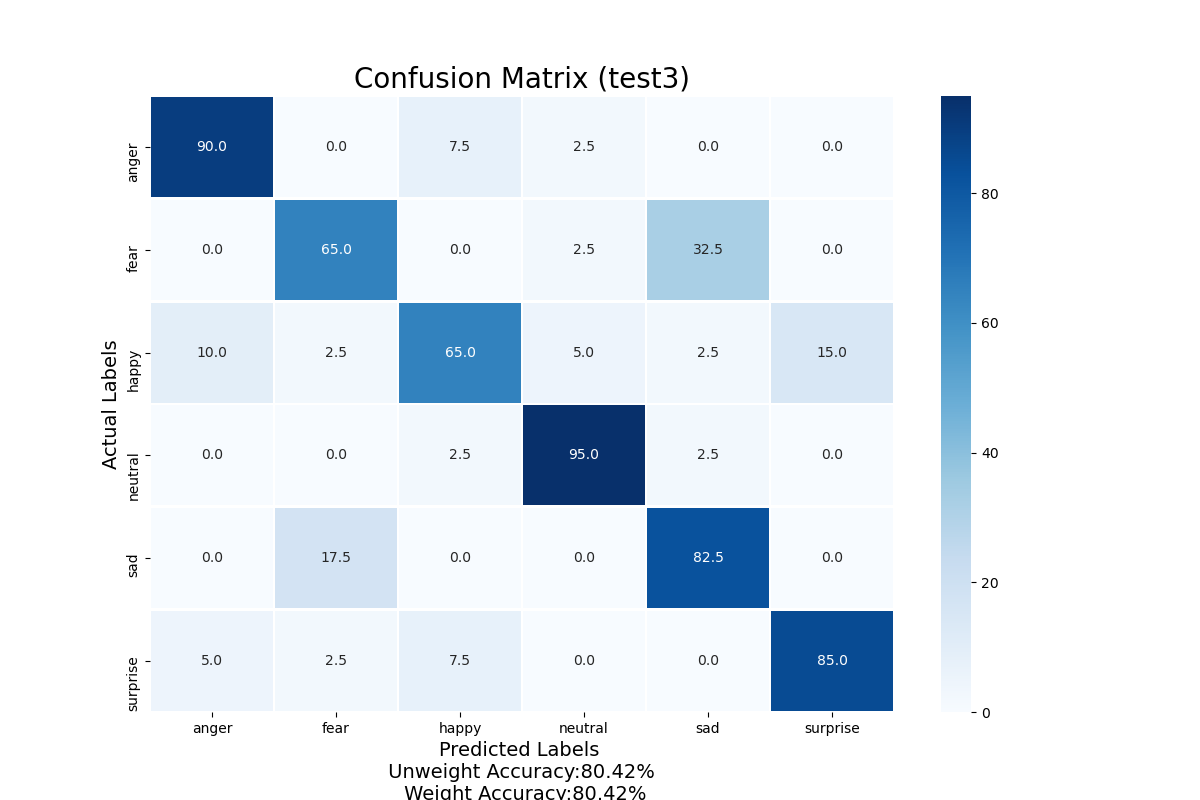 Confusion Matrix (test3)
anger 90.0 0.0 7.5 2.5 0.0 0.0
fear 0.0 65.0 0.0 2.5 32.5 0.0
happy 10.0 2.5 65.0 5.0 2.5 15.0
neutral 0.0 0.0 2.5 95.0 2.5 0.0
sad 0.0 17.5 0.0 0.0 82.5 0.0
surprise 5.0 2.5 7.5 0.0 0.0 85.0
anger fear happy neutral sad surprise
Actual Labels
Predicted Labels
Unweight Accuracy:80.42%
Weight Accuracy:80.42%
80
60
40
20
0